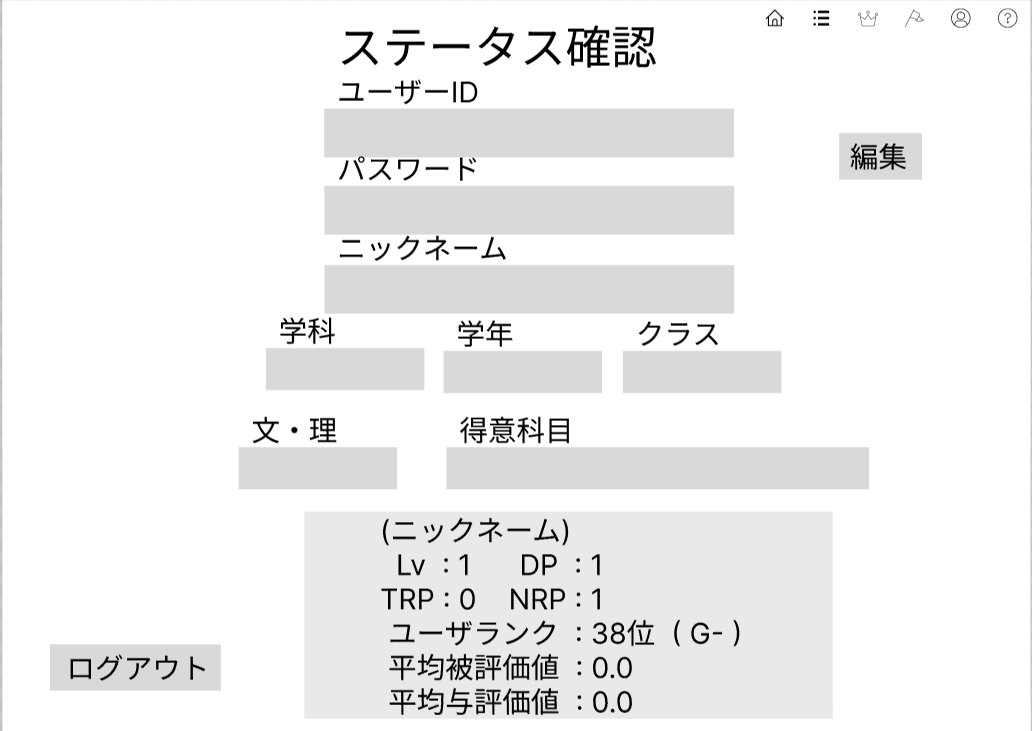 ステータス確認
ユーザーID
編集
パスワード
ニックネーム
学科 学年 クラス
文・理 得意科目
(ニックネーム)
Lv : 1 DP : 1
TRP : 0 NRP : 1
ユーザランク : 38位 ( G- )
平均被評価値 : 0.0
平均与評価値 : 0.0
ログアウト